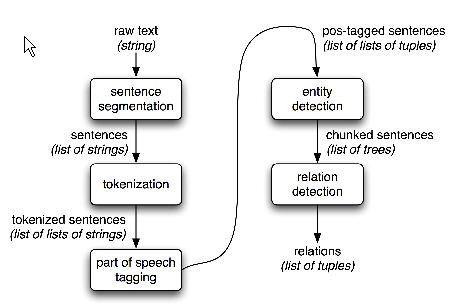 raw text
(string)
sentence
segmentation
sentences
(list of strings)
tokenization
tokenized sentences
(list of lists of strings)
part of speech
tagging
pos-tagged sentences
(list of lists of tuples)
entity
detection
chunked sentences
(list of trees)
relation
detection
relations
(list of tuples)